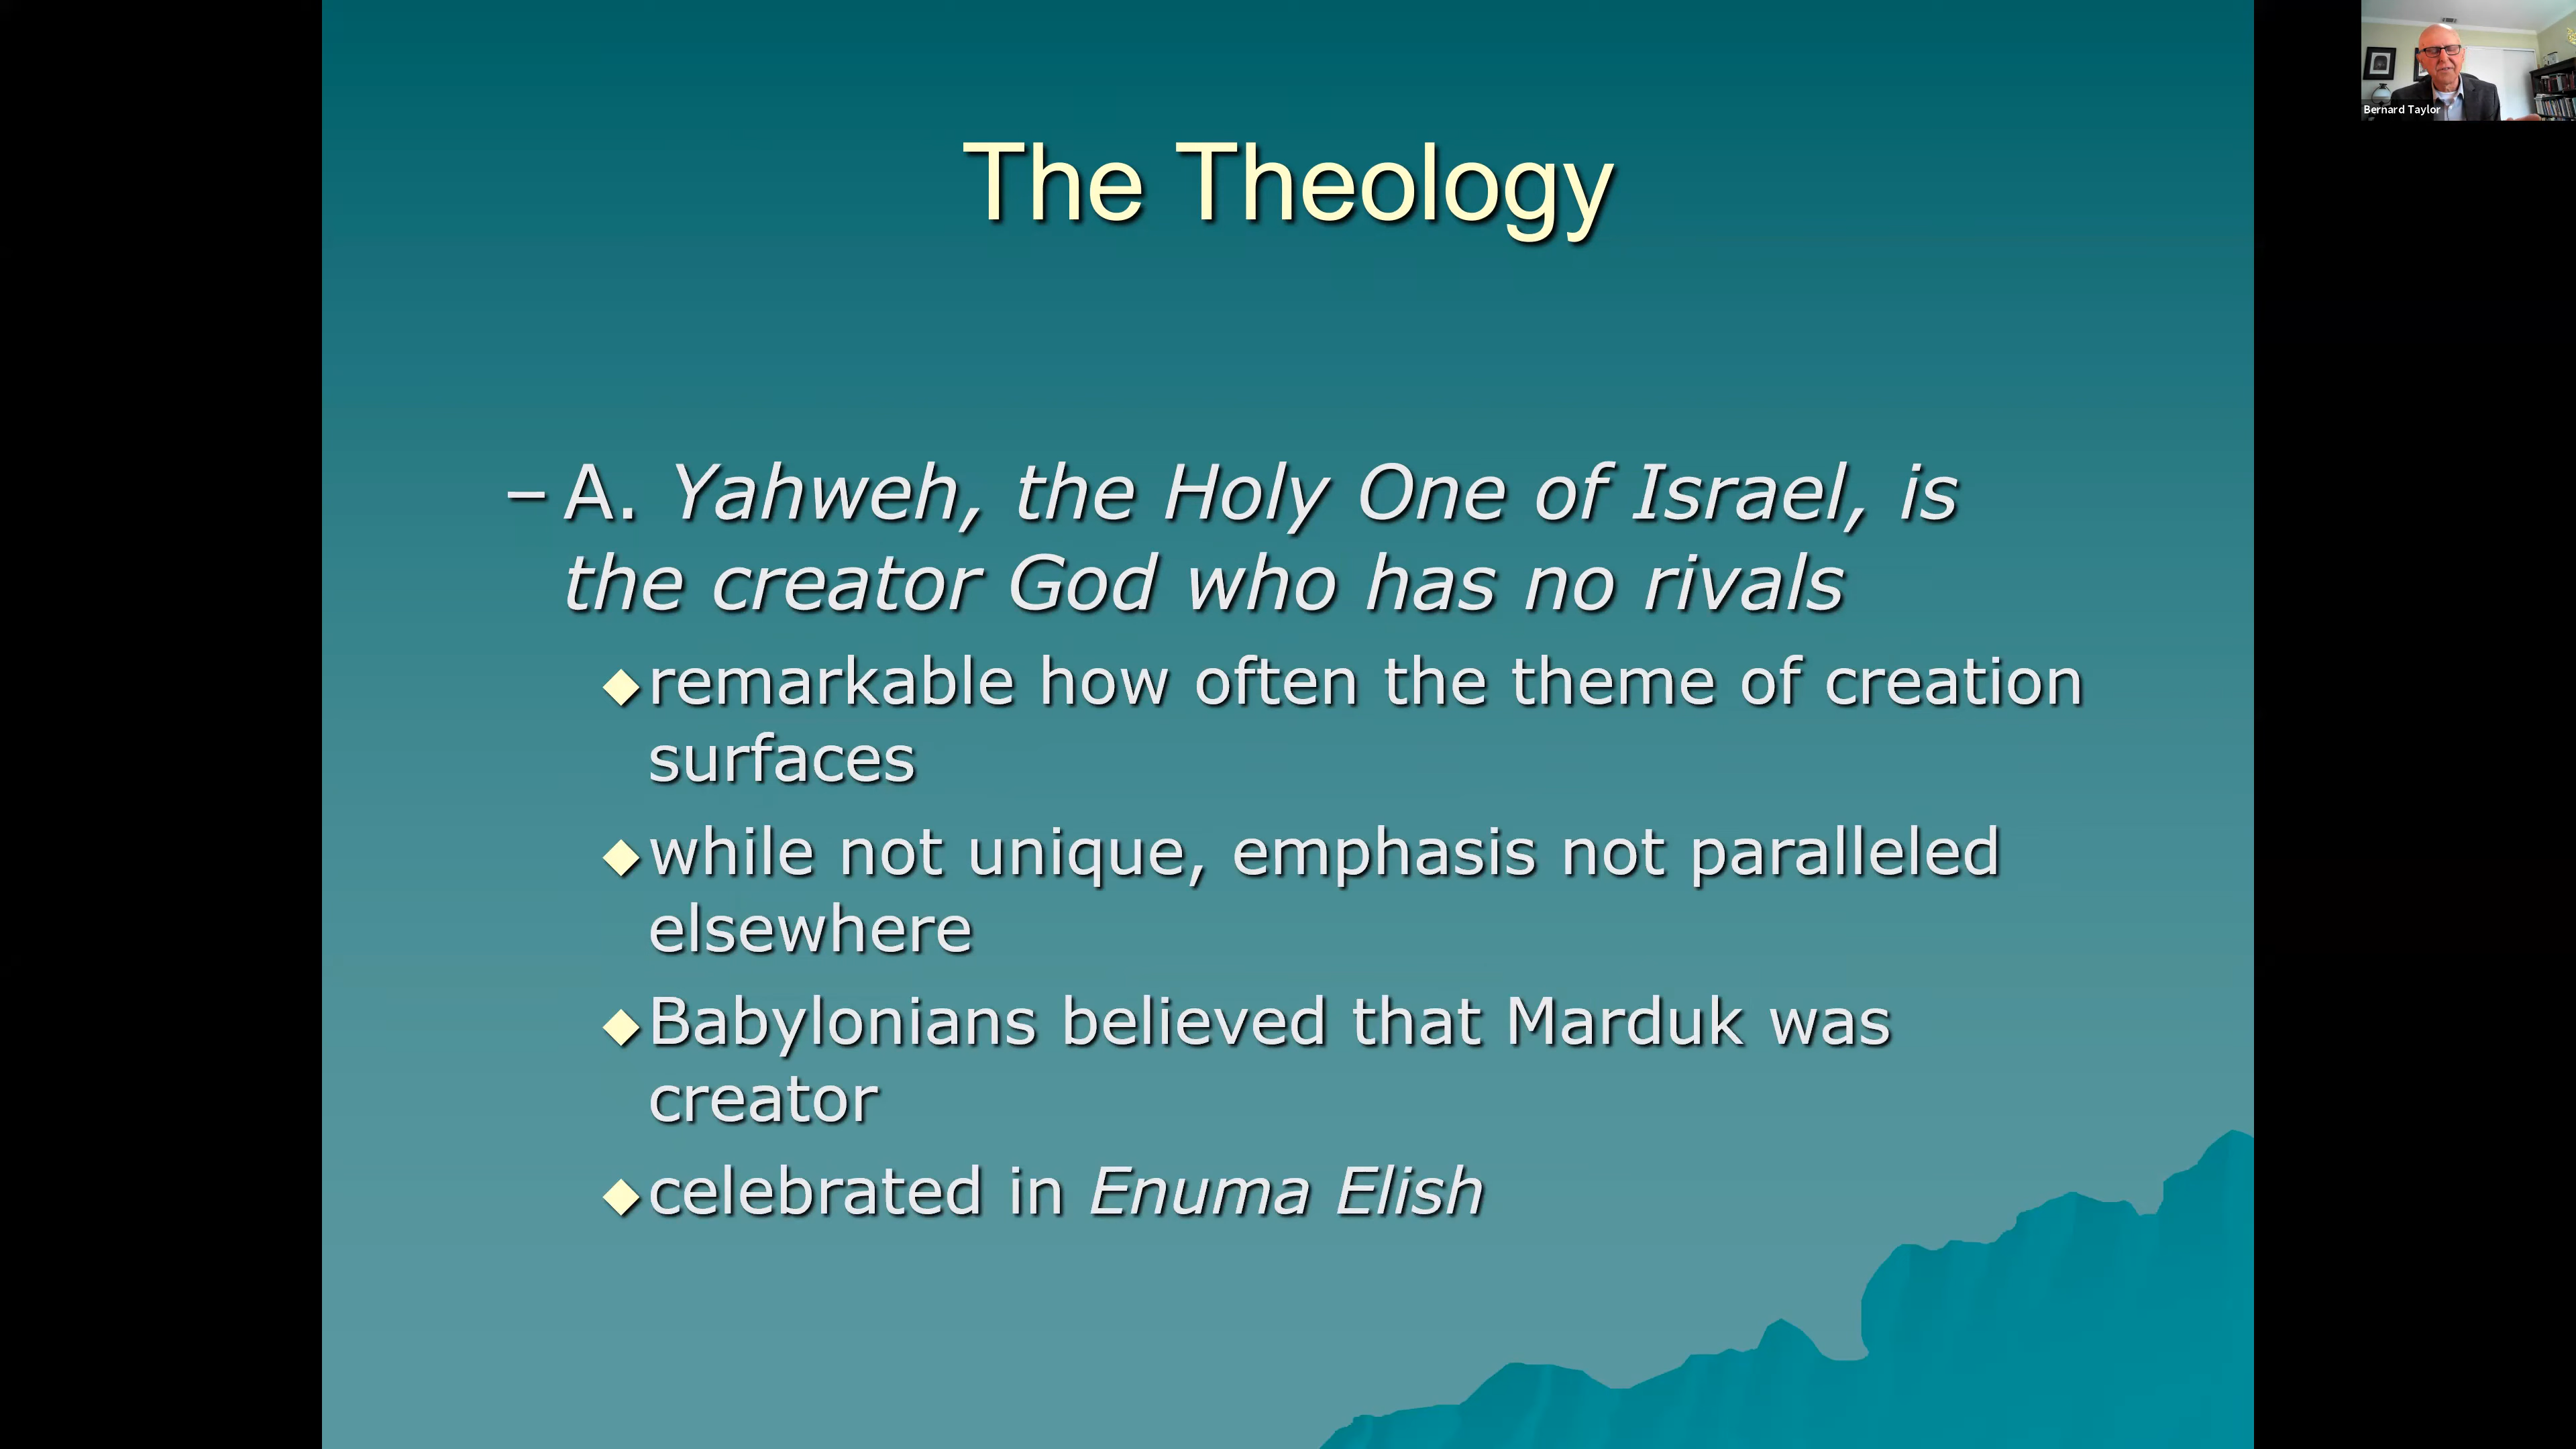 The Theology
– A. Yahweh, the Holy One of Israel, is
the creator God who has no rivals
◆ remarkable how often the theme of creation
surfaces
◆ while not unique, emphasis not paralleled
elsewhere
◆ Babylonians believed that Marduk was
creator
◆ celebrated in Enuma Elish
Bernard Taylor